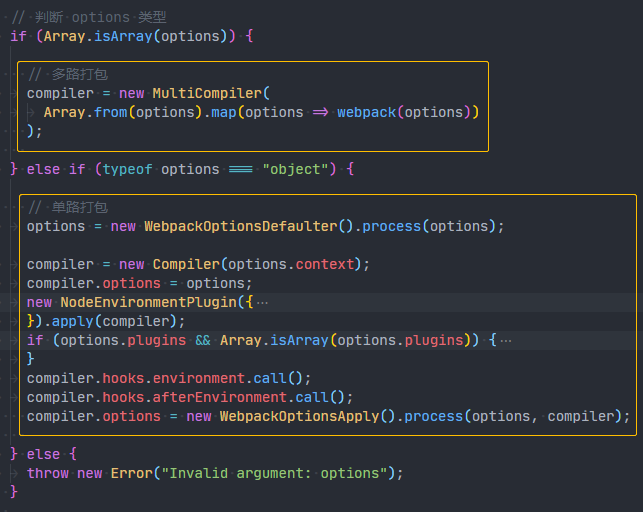 // 判断 options 类型
if (Array.isArray(options)) {
// 多路打包
compiler = new MultiCompiler(
Array.from(options).map(options => webpack(options))
);
} else if (typeof options === "object") {
// 单路打包
options = new WebpackOptionsDefaulter().process(options);
compiler = new Compiler(options.context);
compiler.options = options;
new NodeEnvironmentPlugin({ ⋯
}).apply(compiler);
if (options.plugins && Array.isArray(options.plugins)) { ⋯
}
compiler.hooks.environment.call();
compiler.hooks.afterEnvironment.call();
compiler.options = new WebpackOptionsApply().process(options, compiler);
} else {
throw new Error("Invalid argument: options");
}